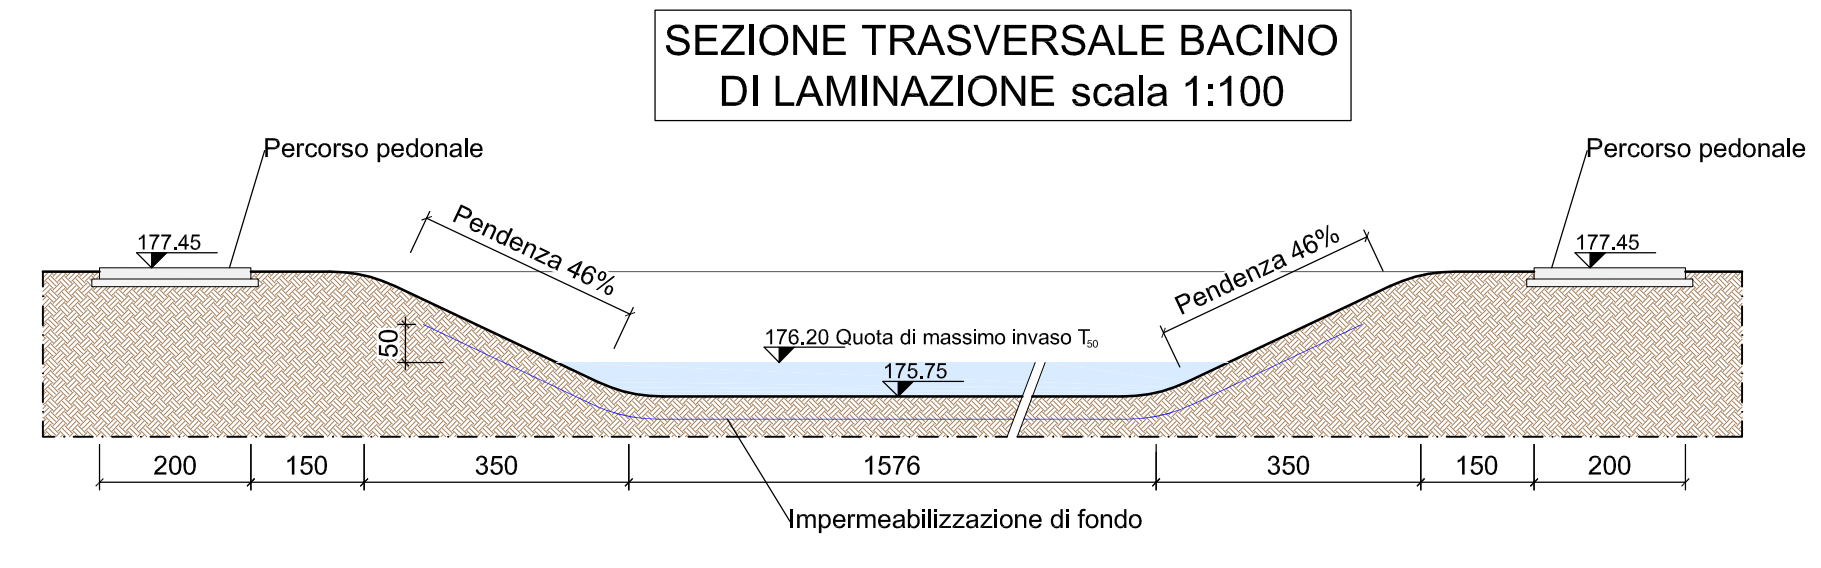 SEZIONE TRASVERSALE BACINO
DI LAMINAZIONE scala 1:100
Percorso pedonale
Percorso pedonale
177.45
Pendenza 46%
Pendenza 46%
177.45
50
176.20 Quota di massimo invaso T50
175.75
200 150 350 1576 350 150 200
Impermeabilizzazione di fondo